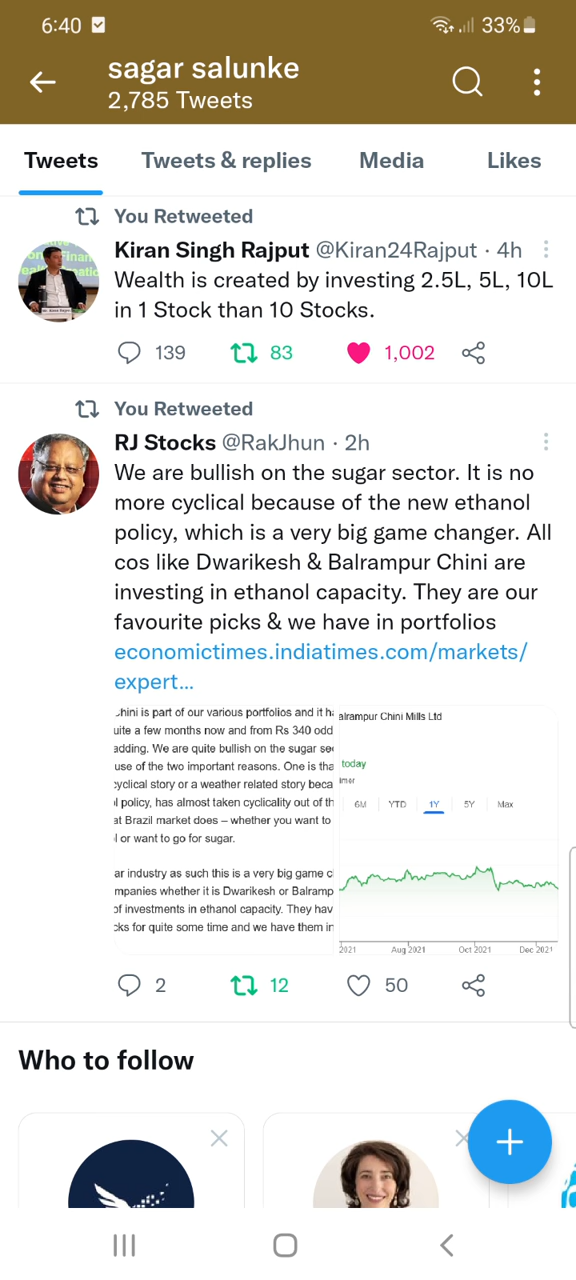 6:40
33%
sagar salunke
2,785 Tweets
Tweets Tweets & replies Media Likes
You Retweeted
Kiran Singh Rajput @Kiran24Rajput · 4h
Wealth is created by investing 2.5L, 5L, 10L
in 1 Stock than 10 Stocks.
139 83 1,002
You Retweeted
RJ Stocks @RakJhun · 2h
We are bullish on the sugar sector. It is no
more cyclical because of the new ethanol
policy, which is a very big game changer. All
cos like Dwarikesh & Balrampur Chini are
investing in ethanol capacity. They are our
favourite picks & we have in portfolios
economictimes.indiatimes.com/markets/
expert...
hini is part of our various portfolios and it ha
uite a few months now and from Rs 340 odd
adding. We are quite bullish on the sugar se
use of the two important reasons. One is tha
cyclical story or a weather related story beca
l policy, has almost taken cyclicality out of th
at Brazil market does – whether you want to
l or want to go for sugar.
ar industry as such this is a very big game c
mpanies whether it is Dwarikesh or Balramp
of investments in ethanol capacity. They hav
cks for quite some time and we have them in
alrampur Chini Mills Ltd
today
6M YTD 1Y 5Y Max
2021 Aug 2021 Oct 2021 Dec 2021
2 12 50
Who to follow